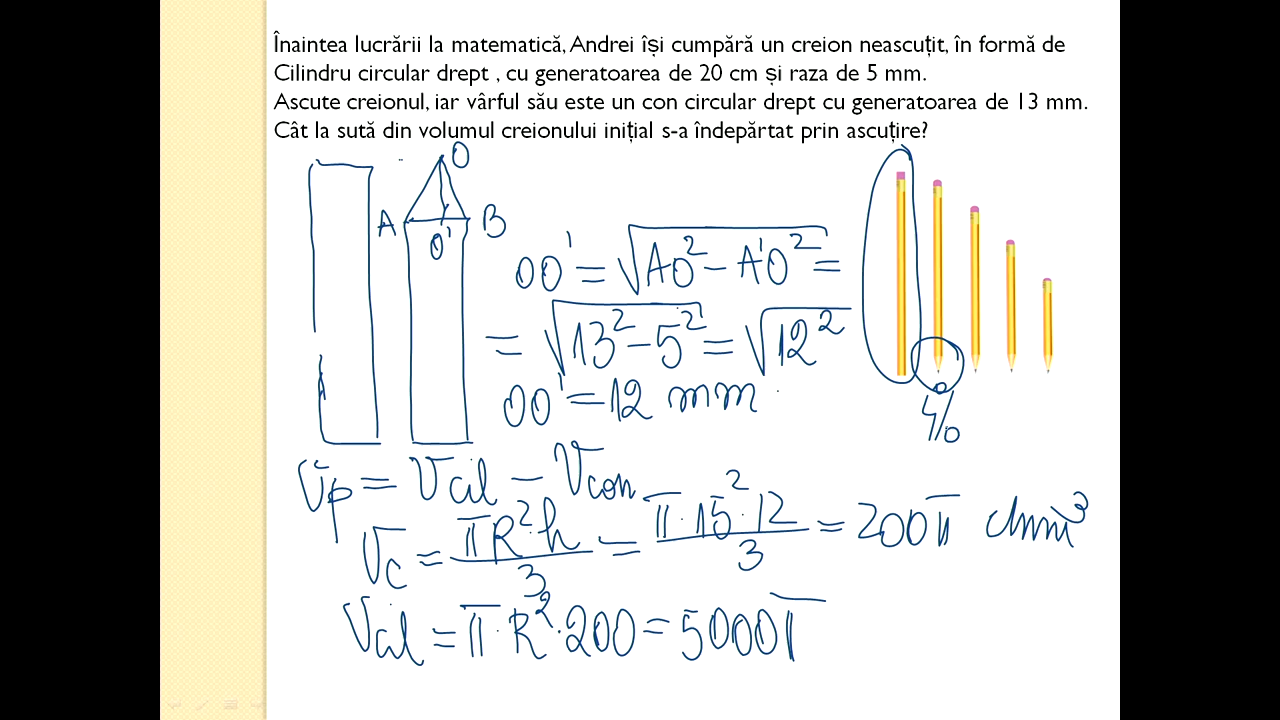 Înaintea lucrării la matematică, Andrei își cumpără un creion neascuțit, în formă de
Cilindru circular drept , cu generatoarea de 20 cm și raza de 5 mm.
Ascute creionul, iar vârful său este un con circular drept cu generatoarea de 13 mm.
Cât la sută din volumul creionului inițial s-a îndepărtat prin ascuțire?
O
A B
O'
OO' = √AO² - A'O² =
= √13² - 5² = √12²
OO' = 12 mm
%
Vp = Vcil - Vcon
Vc = πR²·h/3 = π·15²·12/3 = 200π mm³
Vcil = π·R²·200 = 5000π